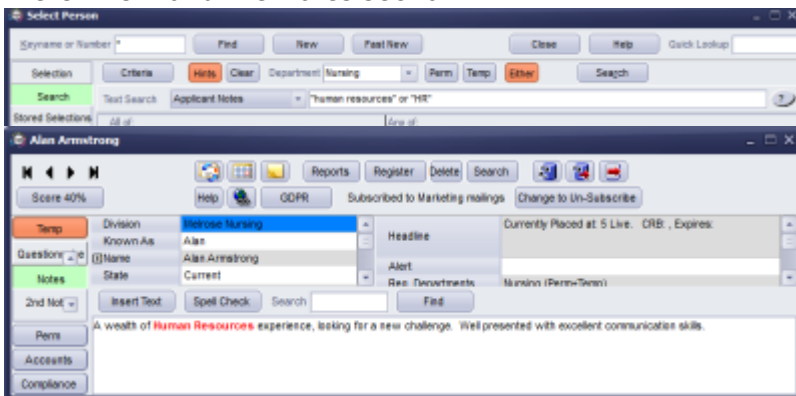 Select Person
Keyname or Number * Find New Fast New Close Help Quick Lookup
Selection Criteria Hints Clear Department Nursing Perm Temp Either Search
Search Text Search Applicant Notes "human resources" or "HR" ?
Stored Selections All of: Any of:
Alan Armstrong
Reports Register Delete Search
Score 40% Help GDPR Subscribed to Marketing mailings Change to Un-Subscribe
Temp Division Melrose Nursing Headline Currently Placed at: 5 Live. CRB: , Expires:
Known As Alan
Name Alan Armstrong Alert
Notes State Current Reg. Departments Nursing (Perm+Temp)
2nd Not Insert Text Spell Check Search Find
A wealth of Human Resources experience, looking for a new challenge. Well presented with excellent communication skills.
Perm
Accounts
Compliance